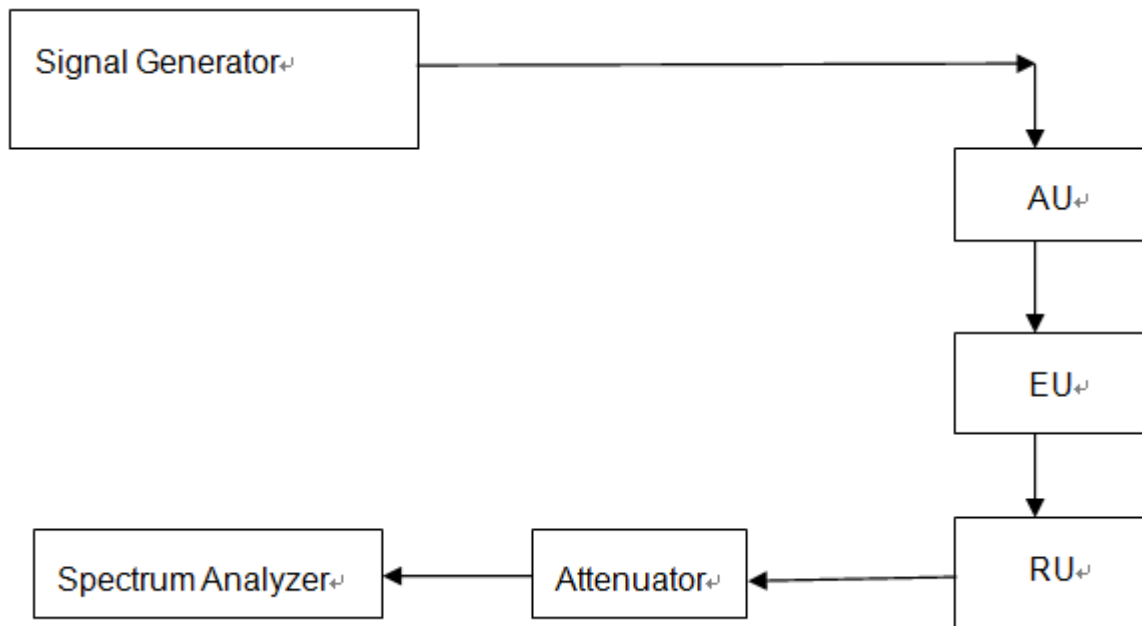 Signal Generator
AU
EU
RU
Attenuator
Spectrum Analyzer